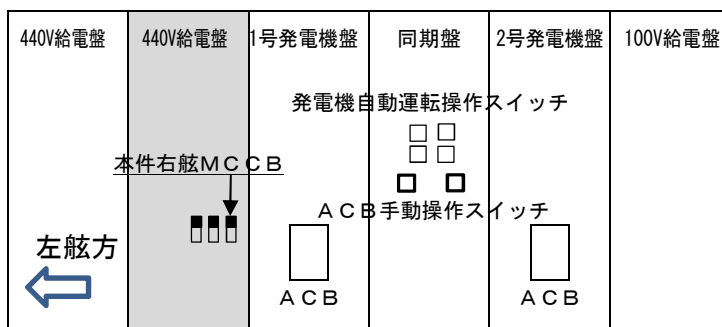 440V給電盤 440V給電盤 1号発電機盤 同期盤 2号発電機盤 100V給電盤
発電機自動運転操作スイッチ
本件右舷MCCB
ACB手動操作スイッチ
左舷方
ACB ACB